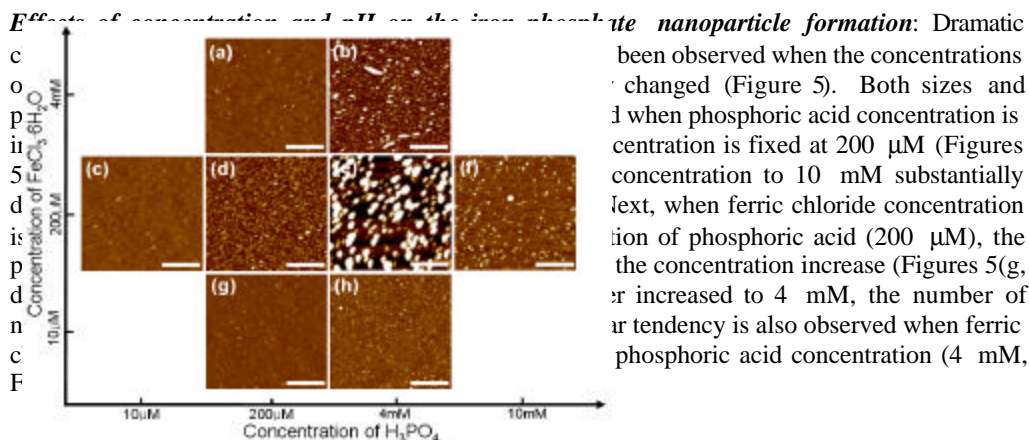 Effects of concentration and pH on the iron phosphate nanoparticle formation: Dramatic
been observed when the concentrations
changed (Figure 5). Both sizes and
when phosphoric acid concentration is
concentration is fixed at 200 μM (Figures
concentration to 10 mM substantially
Next, when ferric chloride concentration
is
of phosphoric acid (200 μM), the
the concentration increase (Figures 5(g,
increased to 4 mM, the number of
tendency is also observed when ferric
phosphoric acid concentration (4 mM,
(a)
(b)
(c)
(d)
(f)
(g)
(h)
Concentration of FeCl3·6H2O
4mM
200μM
10μM
10μM
200μM
4mM
10mM
Concentration of H3PO4